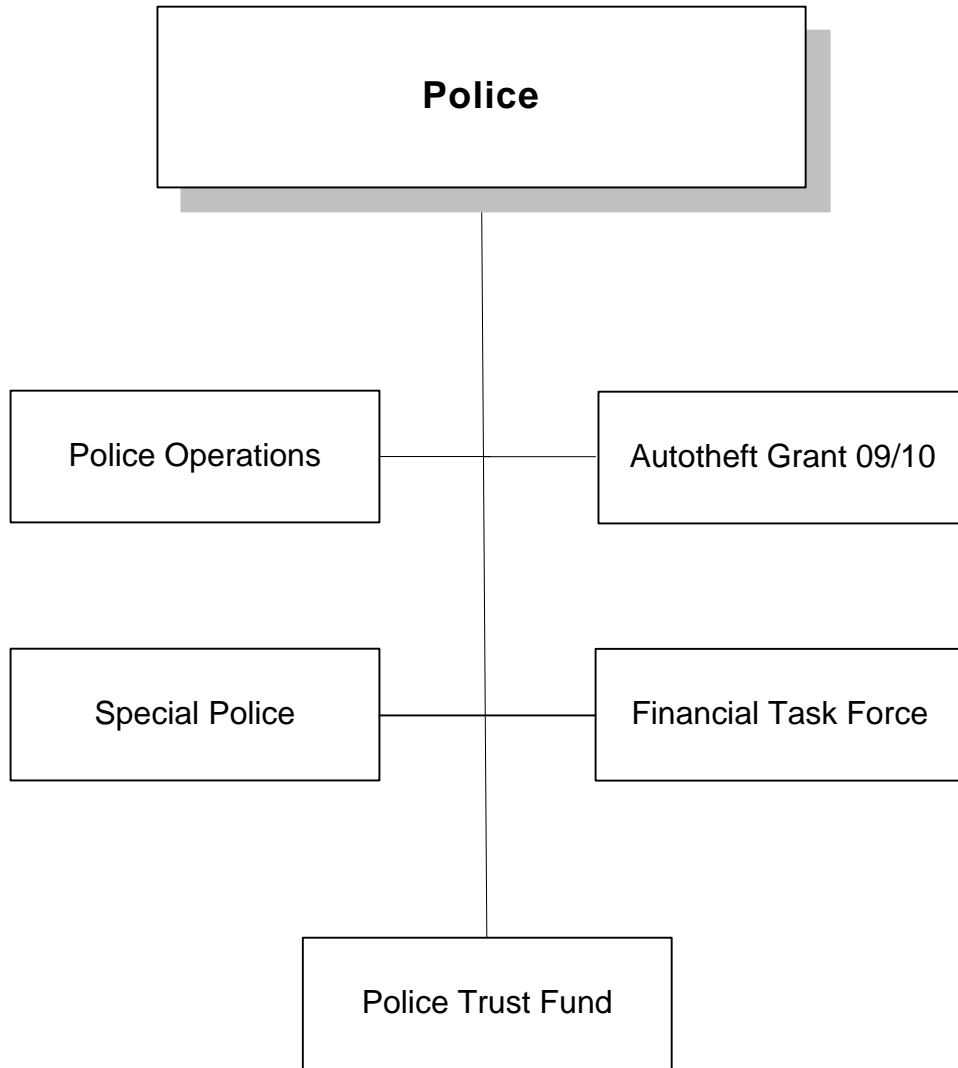 Police
Police Operations
Autotheft Grant 09/10
Special Police
Financial Task Force
Police Trust Fund